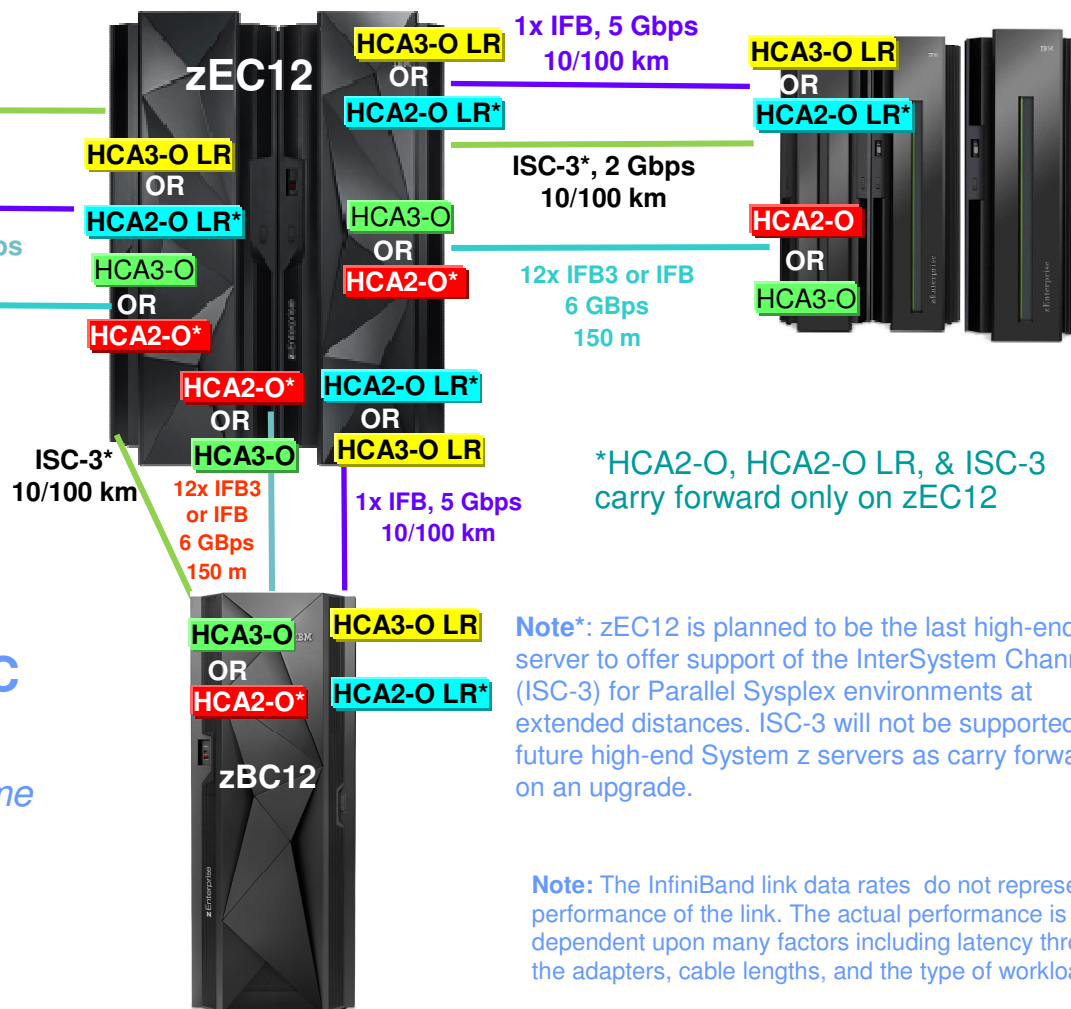 zEC12
HCA3-O LR
OR
HCA2-O LR*
1x IFB, 5 Gbps
10/100 km
HCA3-O LR
OR
HCA2-O LR*
IBM
HCA3-O LR
OR
HCA2-O LR*
ISC-3*, 2 Gbps
10/100 km
HCA3-O
OR
HCA2-O*
HCA2-O
OR
HCA3-O
HCA3-O
OR
HCA2-O*
12x IFB3 or IFB
6 GBps
150 m
zEnterprise
zEnterprise
zEnterprise
HCA2-O*
OR
HCA3-O
HCA2-O LR*
OR
HCA3-O LR
ISC-3*
10/100 km
12x IFB3
or IFB
6 GBps
150 m
1x IFB, 5 Gbps
10/100 km
*HCA2-O, HCA2-O LR, & ISC-3
carry forward only on zEC12
HCA3-O
OR
HCA2-O*
IBM
HCA3-O LR
HCA2-O LR*
zBC12
zEnterprise
Note*: zEC12 is planned to be the last high-end
server to offer support of the InterSystem Chann
(ISC-3) for Parallel Sysplex environments at
extended distances. ISC-3 will not be supported
future high-end System z servers as carry forwa
on an upgrade.
Note: The InfiniBand link data rates do not represe
performance of the link. The actual performance is
dependent upon many factors including latency thro
the adapters, cable lengths, and the type of workloa